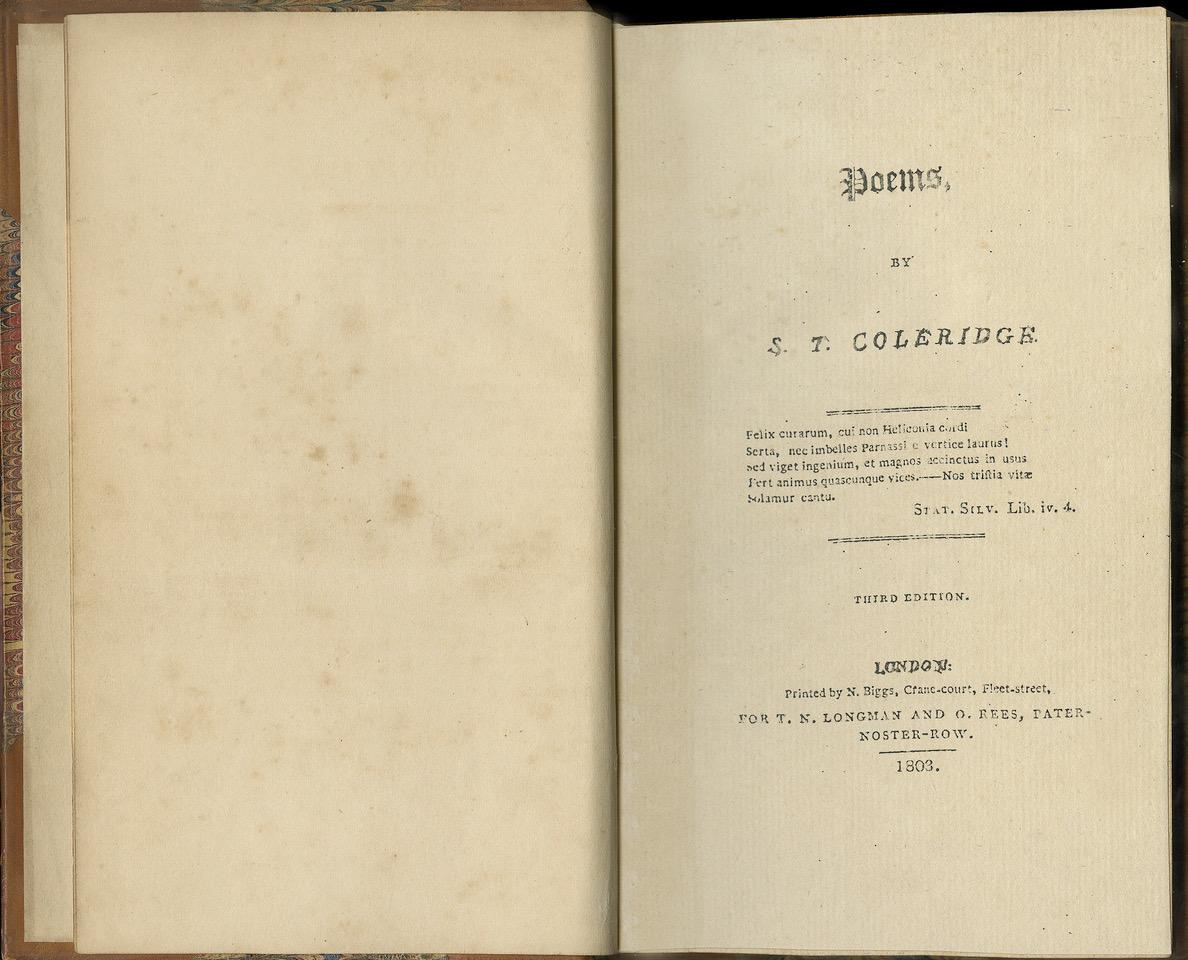 Poems,
BY
S. T. COLERIDGE.
Felix curarum, cui non Heliconia cordi
Serta, nec imbelles Parnassi e vertice laurus!
Sed viget ingenium, et magnos accinctus in usus
Fert animus quascunque vices.——Nos triſtia vitæ
Solamur cantu.
STAT. SILV. Lib. iv. 4.
THIRD EDITION.
LONDON:
Printed by N. Biggs, Crane-court, Fleet-street,
FOR T. N. LONGMAN AND O. REES, PATER-
NOSTER-ROW.
1803.